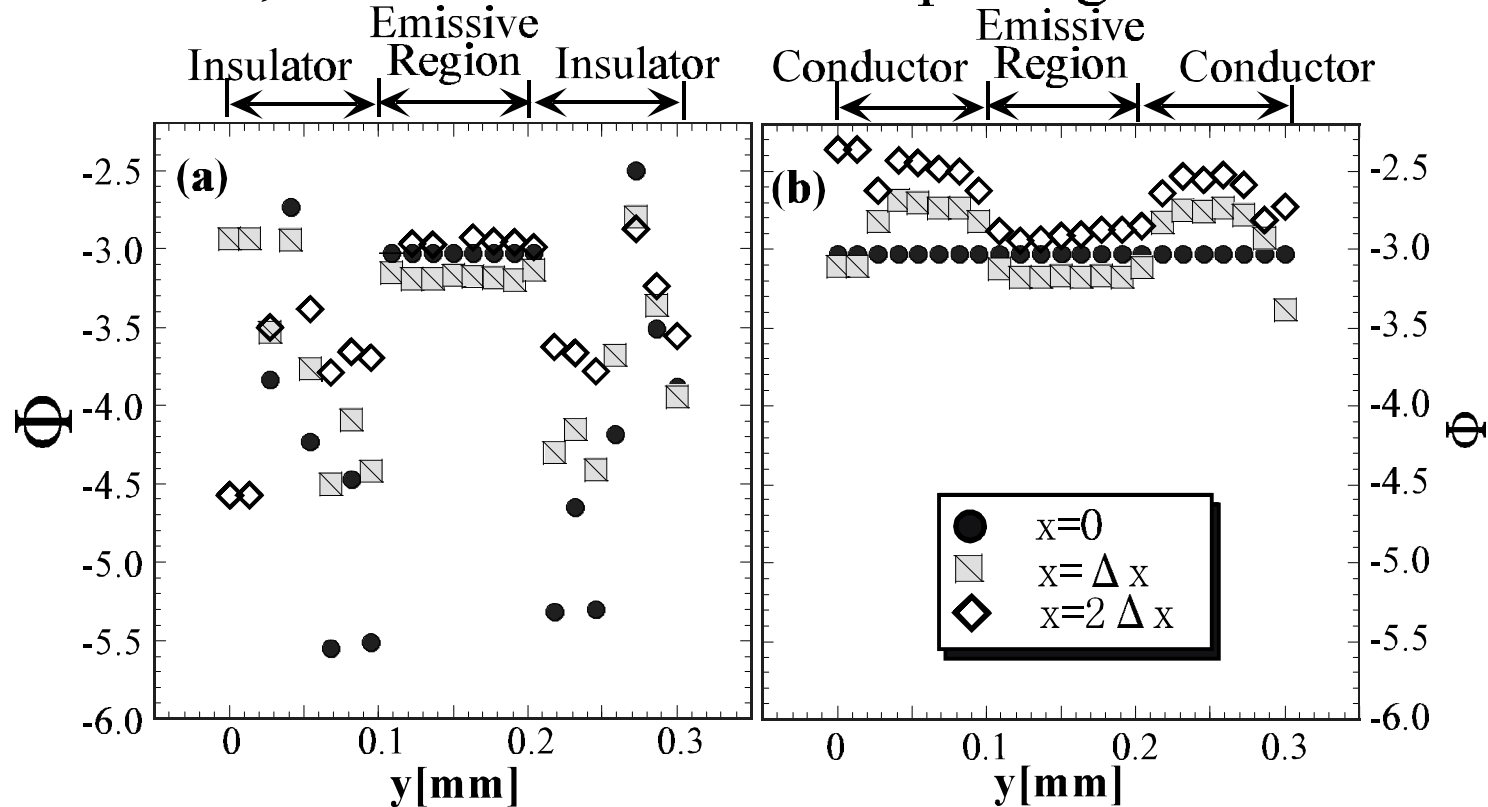 Emissive
Insulator Region Insulator
Emissive
Conductor Region Conductor
(a)
-2.5
-3.0
-3.5
-4.0
-4.5
-5.0
-5.5
-6.0
Φ
0 0.1 0.2 0.3
y[mm]
(b)
-2.5
-3.0
-3.5
-4.0
-4.5
-5.0
-5.5
-6.0
Φ
x=0
x= Δ x
x=2 Δ x
0 0.1 0.2 0.3
y[mm]